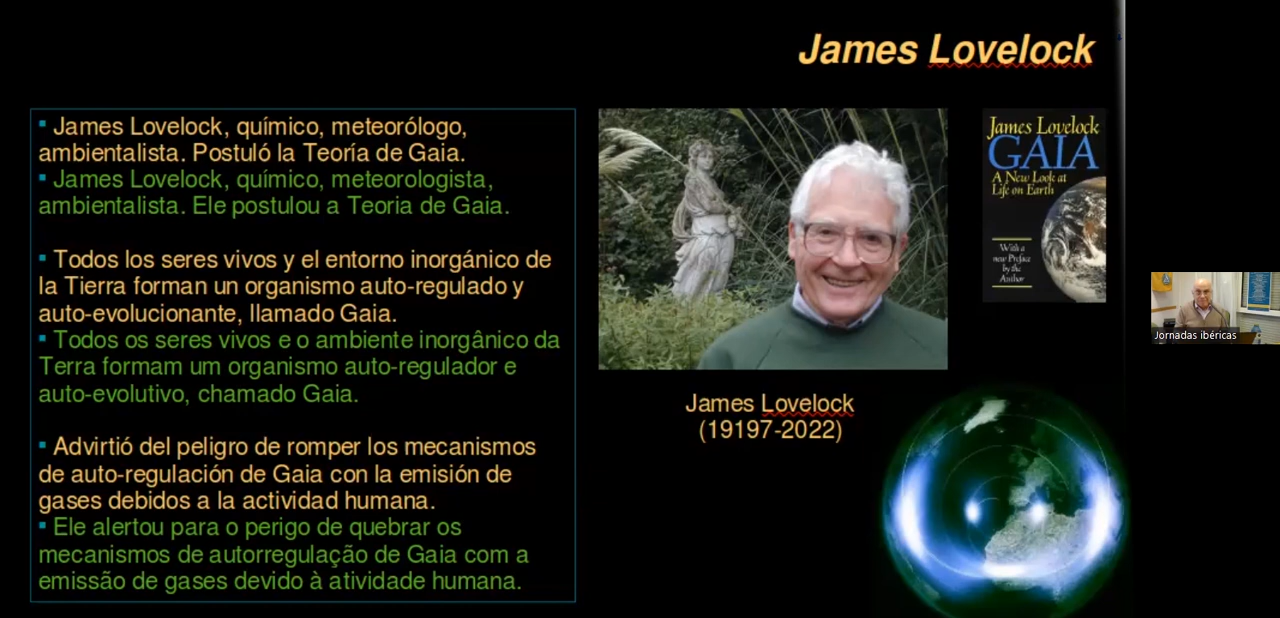 James Lovelock
▪ James Lovelock, químico, meteorólogo,
ambientalista. Postuló la Teoría de Gaia.
▪ James Lovelock, químico, meteorologista,
ambientalista. Ele postulou a Teoria de Gaia.
▪ Todos los seres vivos y el entorno inorgánico de
la Tierra forman un organismo auto-regulado y
auto-evolucionante, llamado Gaia.
▪ Todos os seres vivos e o ambiente inorgânico da
Terra formam um organismo auto-regulador e
auto-evolutivo, chamado Gaia.
▪ Advirtió del peligro de romper los mecanismos
de auto-regulación de Gaia con la emisión de
gases debidos a la actividad humana.
▪ Ele alertou para o perigo de quebrar os
mecanismos de autorregulação de Gaia com a
emissão de gases devido à atividade humana.
James Lovelock
(19197-2022)
James Lovelock
GAIA
A New Look at
Life on Earth
With a
new Preface
by the
Author
Jornadas ibéricas